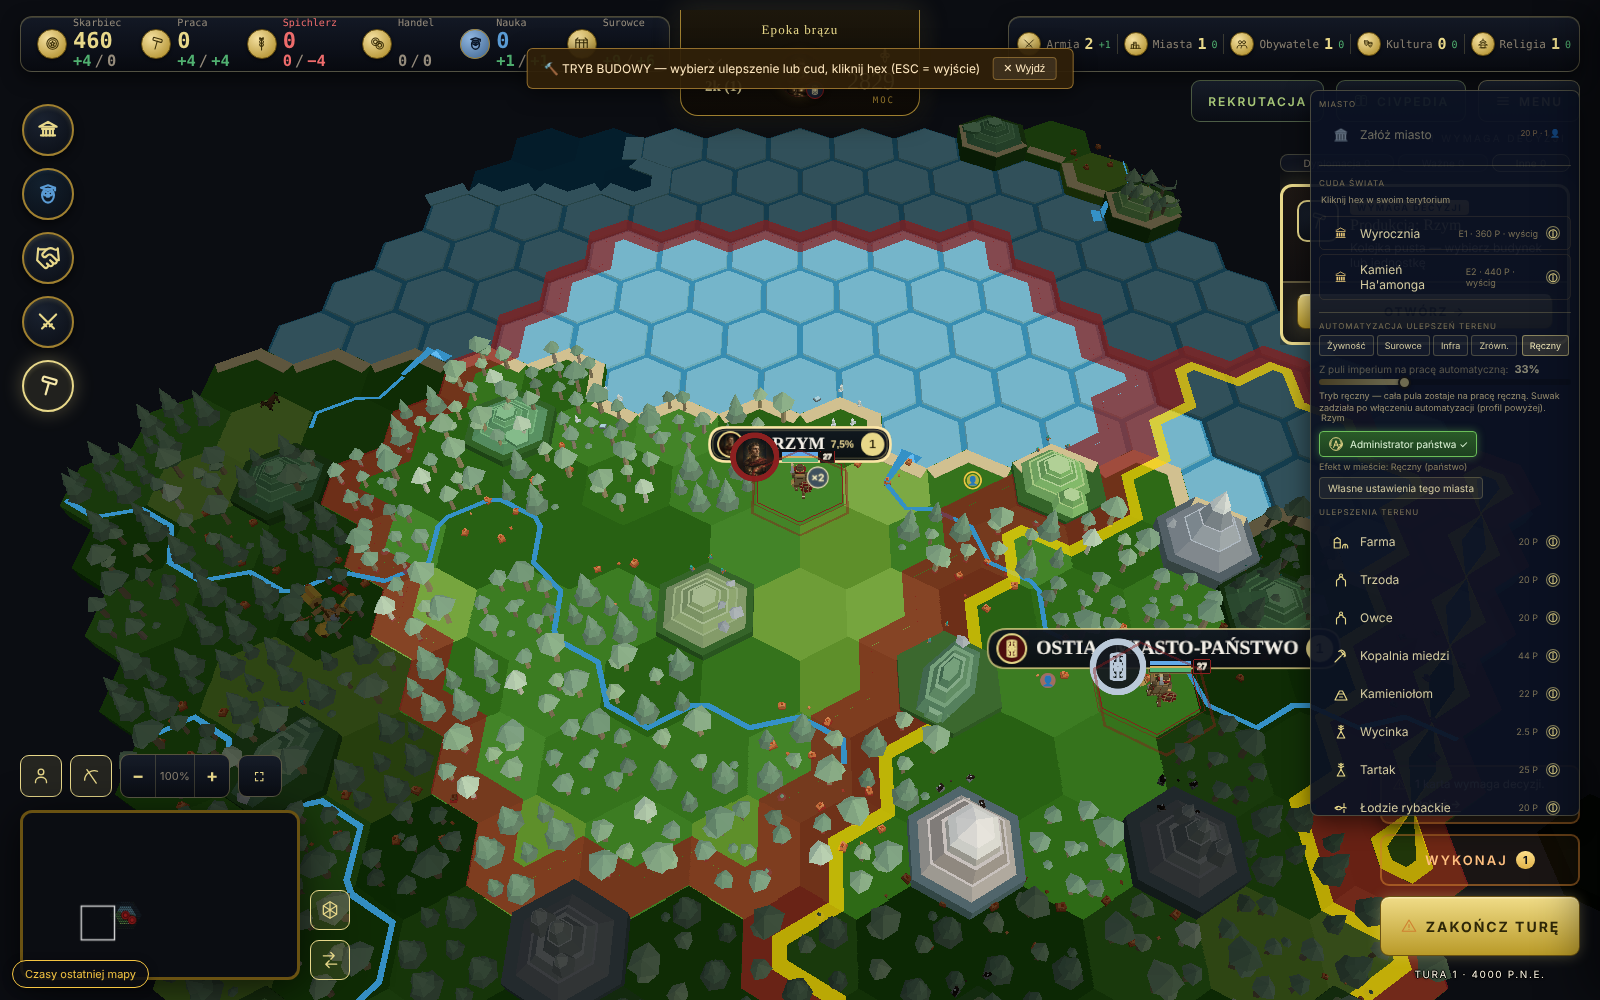 Skarbiec
460
+4 / 0
Praca
0
+4 / +4
Spichlerz
0
0 / −4
Handel
0 / 0
Nauka
0
+1 /
Surowce
Epoka brązu
2k (1)
2829
MOC
Armia 2 +1
Miasta 1 0
Obywatele 1 0
Kultura 0 0
Religia 1 0
🔨 TRYB BUDOWY — wybierz ulepszenie lub cud, kliknij hex (ESC = wyjście)
✕ Wyjdź
REKRUTACJA
CIVPEDIA
MENU
MIASTO
Załóż miasto 20 P · 1
CUDA ŚWIATA
Kliknij hex w swoim terytorium
Wyrocznia E1 · 360 P · wyścig
Kamień Ha'amonga E2 · 440 P · wyścig
AUTOMATYZACJA ULEPSZEŃ TERENU
Żywność Surowce Infra Zrówn. Ręczny
Z puli imperium na pracę automatyczną: 33%
Tryb ręczny — cała pula zostaje na pracę ręczną. Suwak
zadziała po włączeniu automatyzacji (profil powyżej).
Rzym
Administrator państwa ✓
Efekt w mieście: Ręczny (państwo)
Własne ustawienia tego miasta
ULEPSZENIA TERENU
Farma 20 P
Trzoda 20 P
Owce 20 P
Kopalnia miedzi 44 P
Kamieniołom 22 P
Wycinka 2.5 P
Tartak 25 P
Łodzie rybackie 20 P
RZYM 7,5% 1
27
×2
OSTIA
MIASTO-PAŃSTWO
27
− 100% +
Czasy ostatniej mapy
WYKONAJ 1
ZAKOŃCZ TURĘ
TURA 1 · 4000 P.N.E.